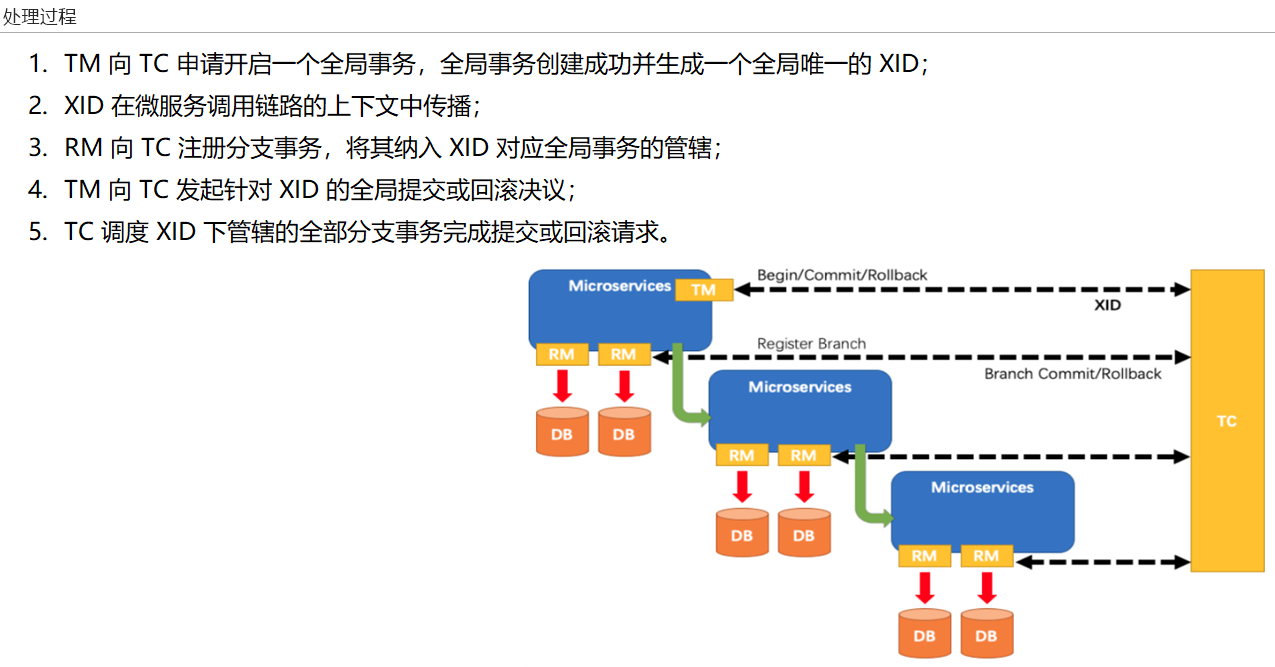 处理过程
1. TM 向 TC 申请开启一个全局事务，全局事务创建成功并生成一个全局唯一的 XID；
2. XID 在微服务调用链路的上下文中传播；
3. RM 向 TC 注册分支事务，将其纳入 XID 对应全局事务的管辖；
4. TM 向 TC 发起针对 XID 的全局提交或回滚决议；
5. TC 调度 XID 下管辖的全部分支事务完成提交或回滚请求。
Microservices
TM
Begin/Commit/Rollback
XID
RM
RM
Register Branch
Branch Commit/Rollback
DB
DB
Microservices
TC
RM
RM
DB
DB
Microservices
RM
RM
DB
DB